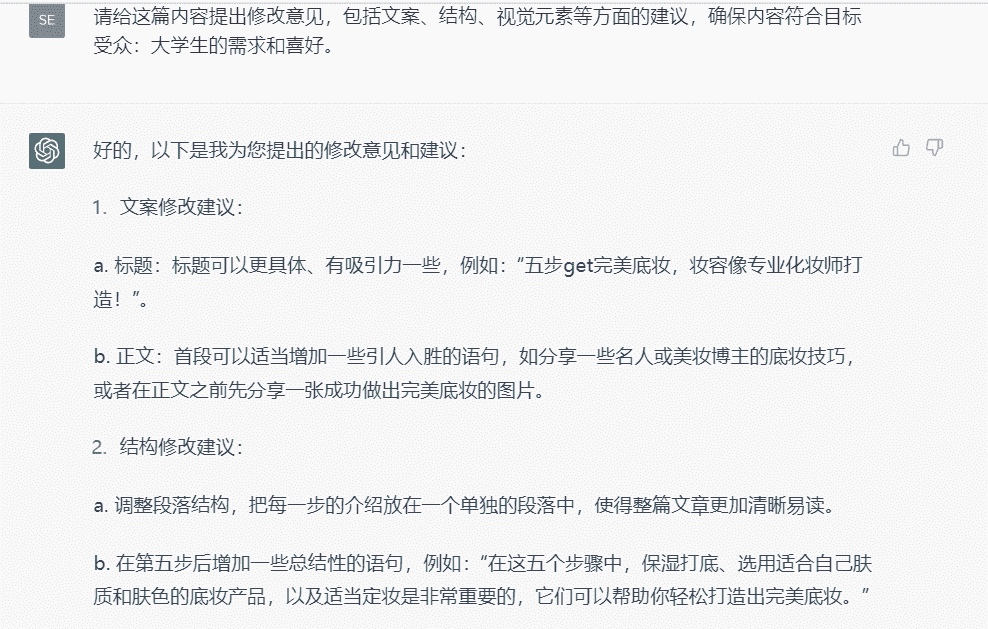 SE
请给这篇内容提出修改意见，包括文案、结构、视觉元素等方面的建议，确保内容符合目标
受众：大学生的需求和喜好。
好的，以下是我为您提出的修改意见和建议：
1. 文案修改建议：
a. 标题：标题可以更具体、有吸引力一些，例如：“五步get完美底妆，妆容像专业化妆师打
造！”。
b. 正文：首段可以适当增加一些引人入胜的语句，如分享一些名人或美妆博主的底妆技巧，
或者在正文之前先分享一张成功做出完美底妆的图片。
2. 结构修改建议：
a. 调整段落结构，把每一步的介绍放在一个单独的段落中，使得整篇文章更加清晰易读。
b. 在第五步后增加一些总结性的语句，例如：“在这五个步骤中，保湿打底、选用适合自己肤
质和肤色的底妆产品，以及适当定妆是非常重要的，它们可以帮助你轻松打造出完美底妆。”